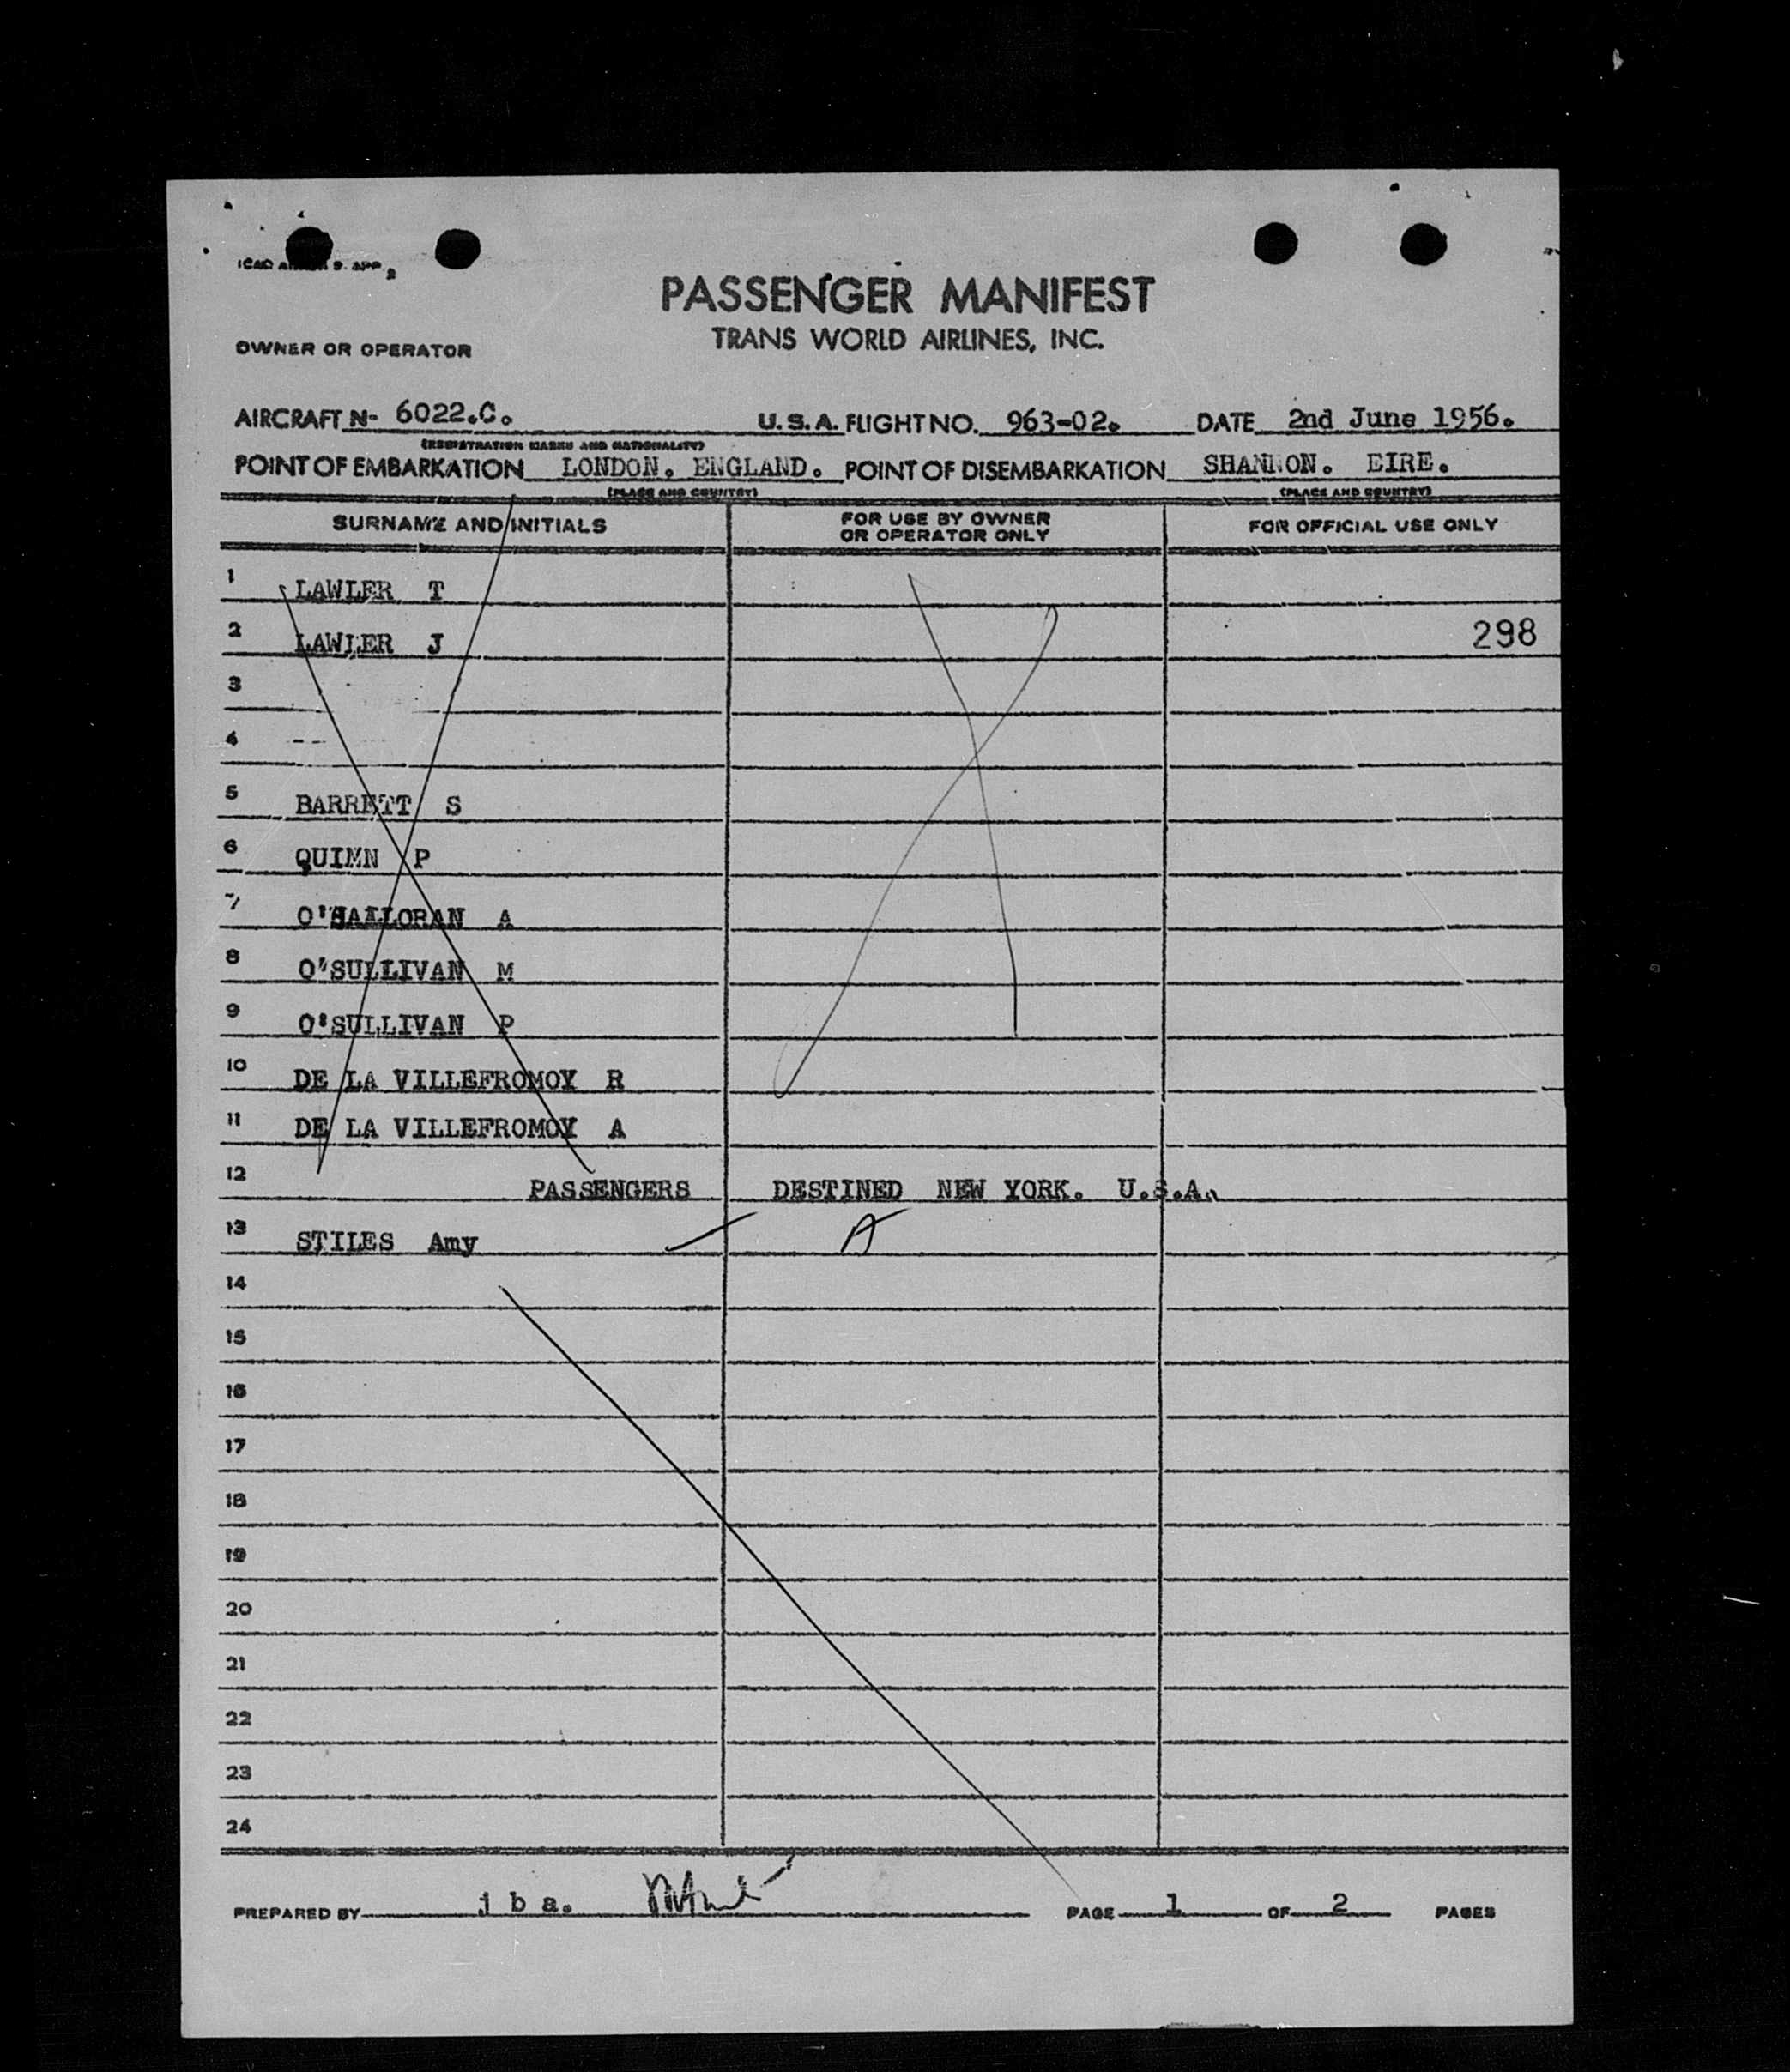 ICAO 9. APP 2
PASSENGER MANIFEST
TRANS WORLD AIRLINES, INC.
OWNER OR OPERATOR
AIRCRAFT N- 6022.C. U.S.A. FLIGHT NO. 963-02. DATE 2nd June 1956.
(REGISTRATION MARKS AND NATIONALITY)
POINT OF EMBARKATION LONDON. ENGLAND. POINT OF DISEMBARKATION SHANNON. EIRE.
(PLACE AND COUNTRY) (PLACE AND COUNTRY)
SURNAME AND INITIALS FOR USE BY OWNER OR OPERATOR ONLY FOR OFFICIAL USE ONLY
1 LAWLER T
2 LAWLER J 298
3
4
5 BARRETT S
6 QUINN P
7 O'HALLORAN A
8 O'SULLIVAN M
9 O'SULLIVAN P
10 DE LA VILLEFROMOY R
11 DE LA VILLEFROMOY A
12 PASSENGERS DESTINED NEW YORK. U.S.A.
13 STILES Amy A
14
15
16
17
18
19
20
21
22
23
24
PREPARED BY j b a. PAGE 1 OF 2 PAGES